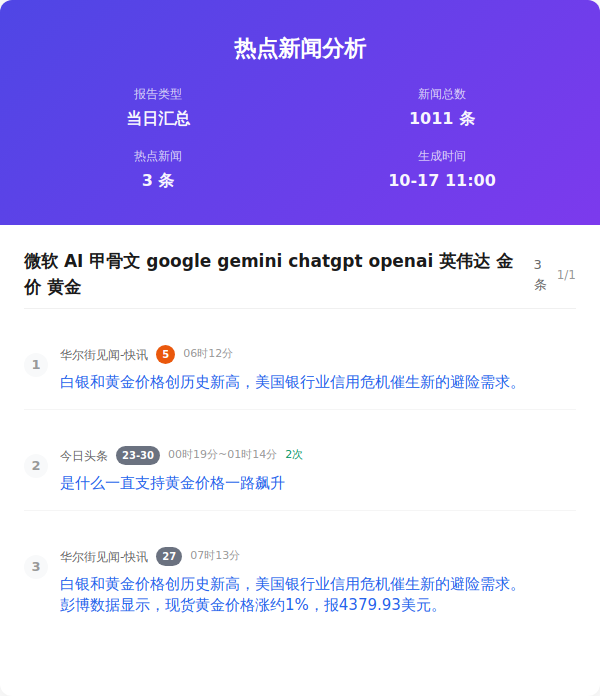 热点新闻分析
报告类型
当日汇总
新闻总数
1011 条
热点新闻
3 条
生成时间
10-17 11:00
微软 AI 甲骨文 google gemini chatgpt openai 英伟达 金
价 黄金
3
条
1/1
1
华尔街见闻-快讯 5 06时12分
白银和黄金价格创历史新高，美国银行业信用危机催生新的避险需求。
2
今日头条 23-30 00时19分~01时14分 2次
是什么一直支持黄金价格一路飙升
3
华尔街见闻-快讯 27 07时13分
白银和黄金价格创历史新高，美国银行业信用危机催生新的避险需求。
彭博数据显示，现货黄金价格涨约1%，报4379.93美元。